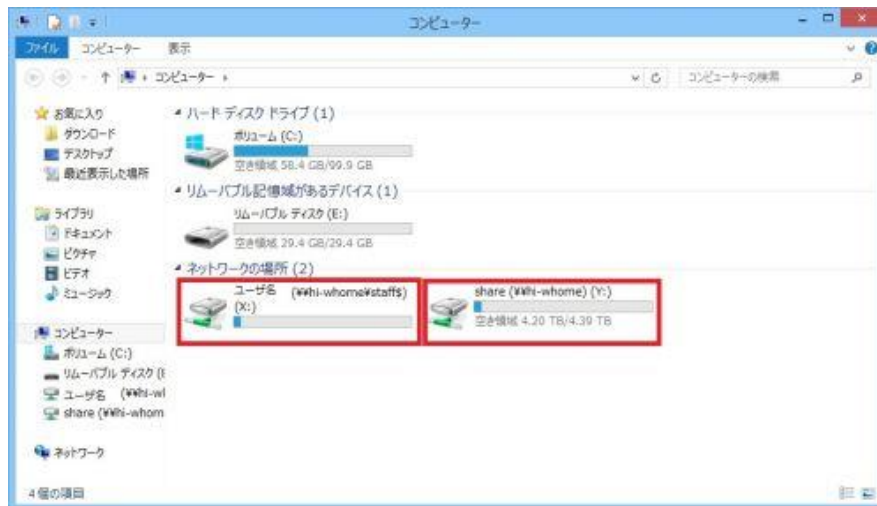 コンピューター
ファイル コンピューター 表示
コンピューター コンピューターの検索
お気に入り
ダウンロード
デスクトップ
最近表示した場所
ライブラリ
ドキュメント
ピクチャ
ビデオ
ミュージック
コンピューター
ボリューム (C:)
リムーバブル ディスク (E
ユーザ名 (¥¥hi-wl
share (¥¥hi-whom
ネットワーク
ハード ディスク ドライブ (1)
ボリューム (C:)
空き領域 58.4 GB/99.9 GB
リムーバブル記憶域があるデバイス (1)
リムーバブル ディスク (E:)
空き領域 29.4 GB/29.4 GB
ネットワークの場所 (2)
ユーザ名 (¥¥hi-whome¥staff$)
(X:)
share (¥¥hi-whome) (Y:)
空き領域 4.20 TB/4.39 TB
4 個の項目